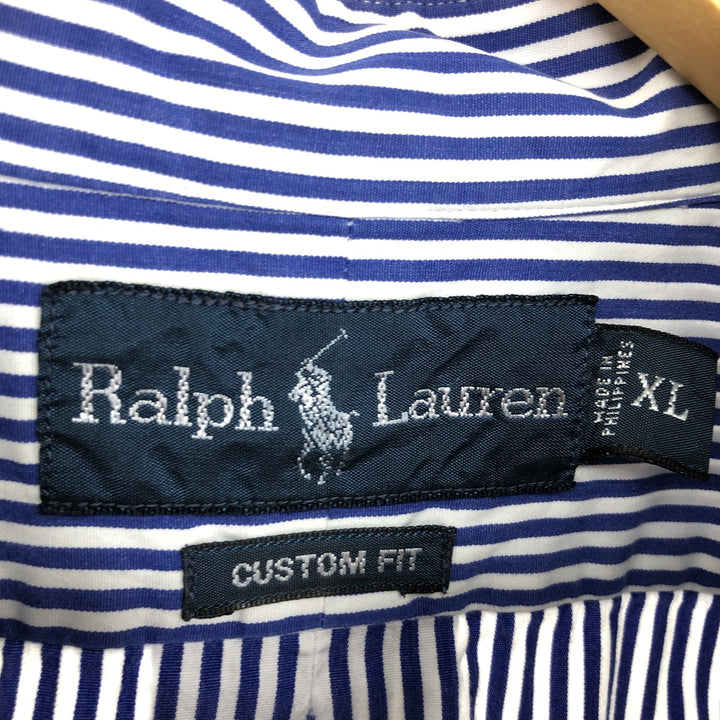 Ralph Lauren
MADE IN
PHILIPPINES
XL
CUSTOM FIT